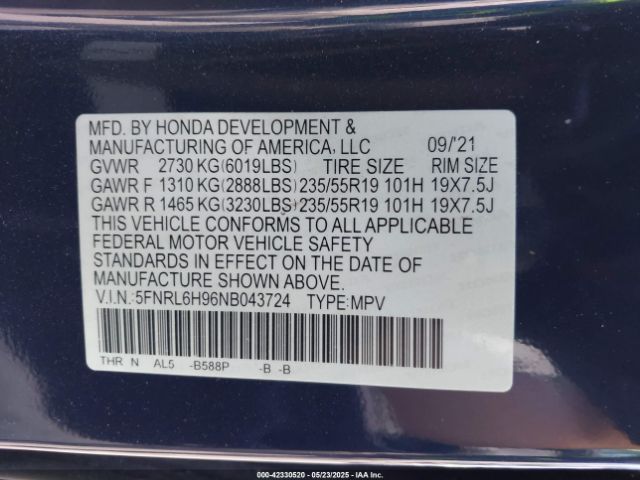 MFD. BY HONDA DEVELOPMENT &
MANUFACTURING OF AMERICA, LLC 09/'21
GVWR 2730 KG(6019LBS) TIRE SIZE RIM SIZE
GAWR F 1310 KG(2888LBS) 235/55R19 101H 19X7.5J
GAWR R 1465 KG(3230LBS) 235/55R19 101H 19X7.5J
THIS VEHICLE CONFORMS TO ALL APPLICABLE
FEDERAL MOTOR VEHICLE SAFETY
STANDARDS IN EFFECT ON THE DATE OF
MANUFACTURE SHOWN ABOVE.
V.I.N.:5FNRL6H96NB043724 TYPE:MPV
THR N AL5 -B588P -B -B
000-42330520 - 05/23/2025 - IAA Inc.